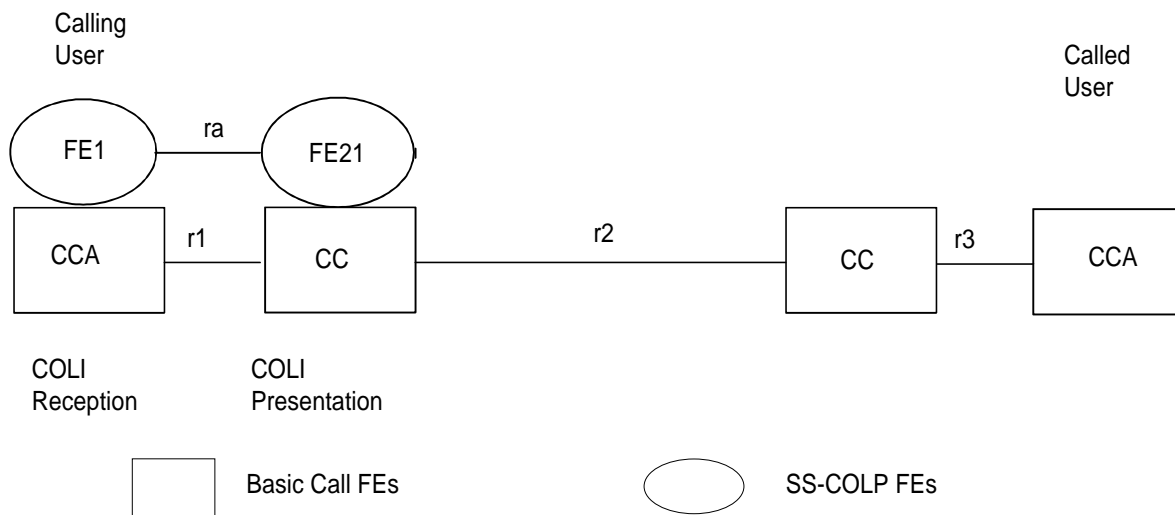 Calling
User
Called
User
ra
FE1
FE21
r1
r2
r3
CCA
CC
CC
CCA
COLI
Reception
COLI
Presentation
Basic Call FEs
SS-COLP FEs